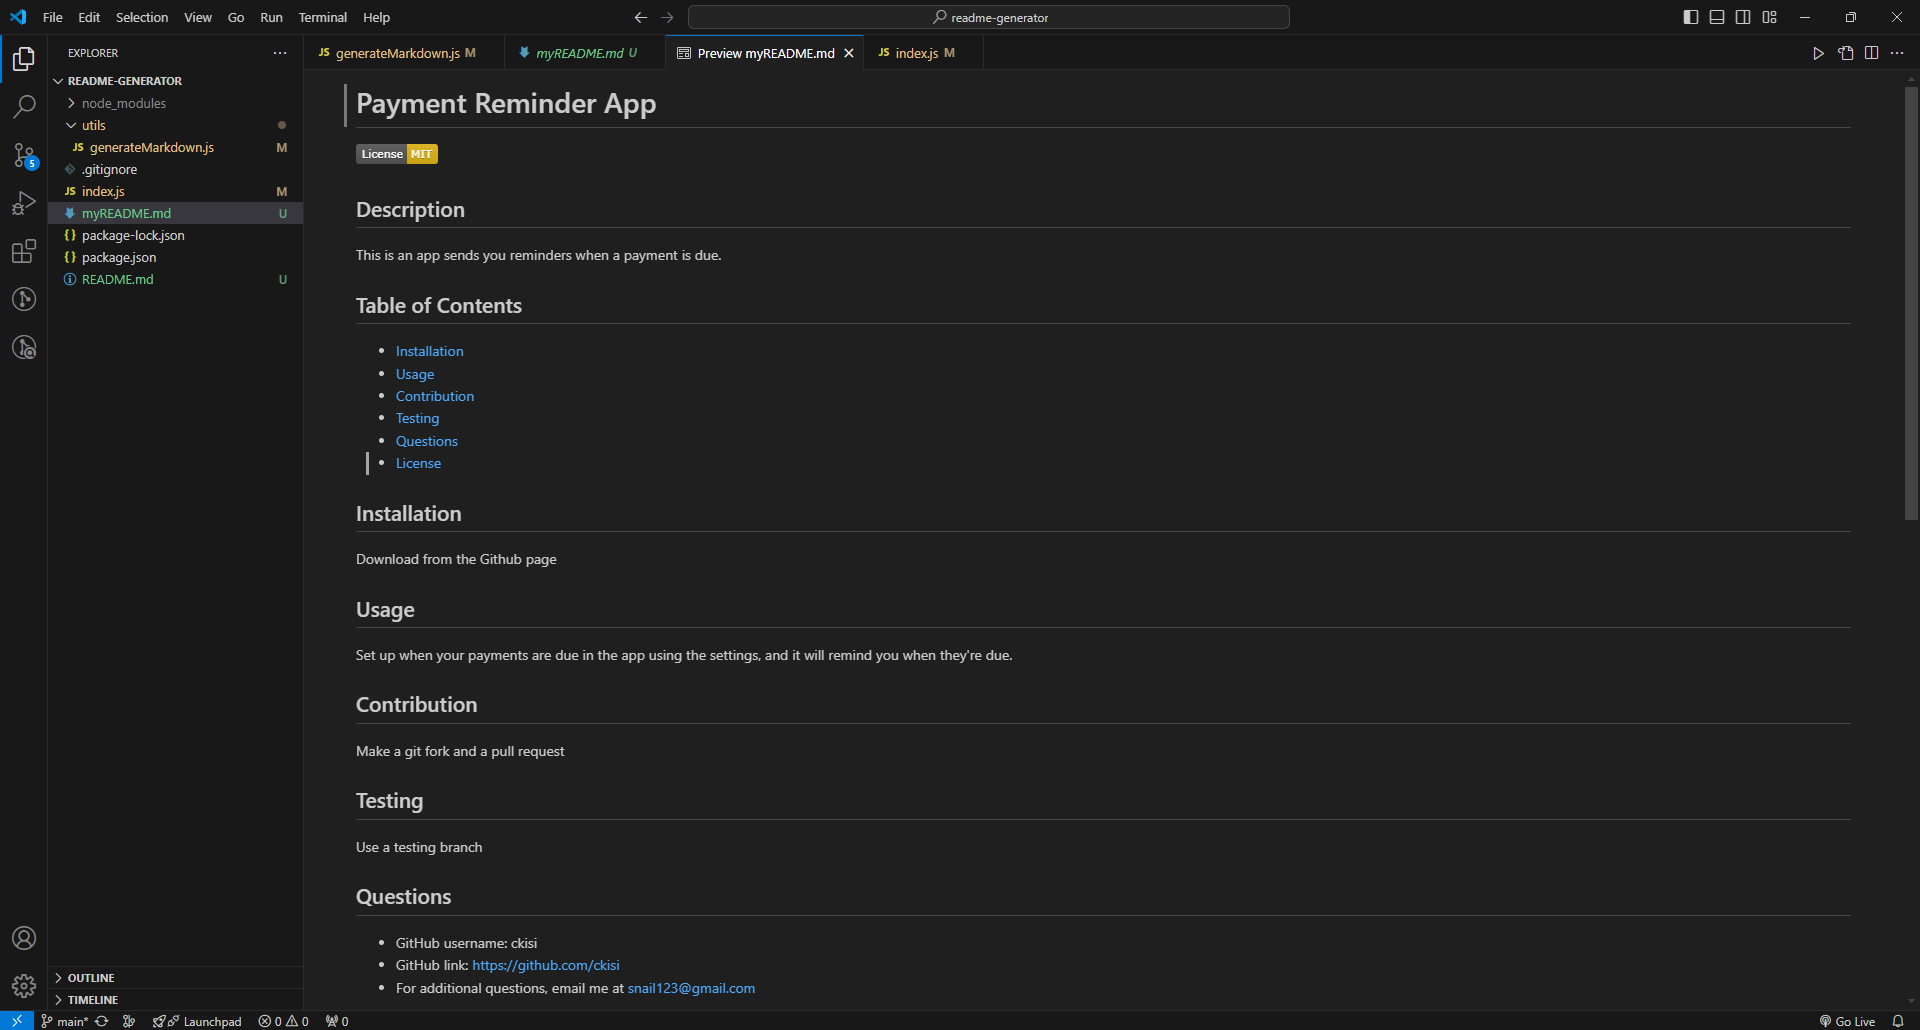 File Edit Selection View Go Run Terminal Help
readme-generator
EXPLORER
README-GENERATOR
node_modules
utils
JS generateMarkdown.js M
.gitignore
JS index.js M
myREADME.md U
{} package-lock.json
{} package.json
README.md U
OUTLINE
TIMELINE
JS generateMarkdown.js M myREADME.md U Preview myREADME.md JS index.js M
Payment Reminder App
License MIT
Description
This is an app sends you reminders when a payment is due.
Table of Contents
• Installation
• Usage
• Contribution
• Testing
• Questions
• License
Installation
Download from the Github page
Usage
Set up when your payments are due in the app using the settings, and it will remind you when they're due.
Contribution
Make a git fork and a pull request
Testing
Use a testing branch
Questions
• GitHub username: ckisi
• GitHub link: https://github.com/ckisi
• For additional questions, email me at snail123@gmail.com
5
main* Launchpad 0 0 0 Go Live